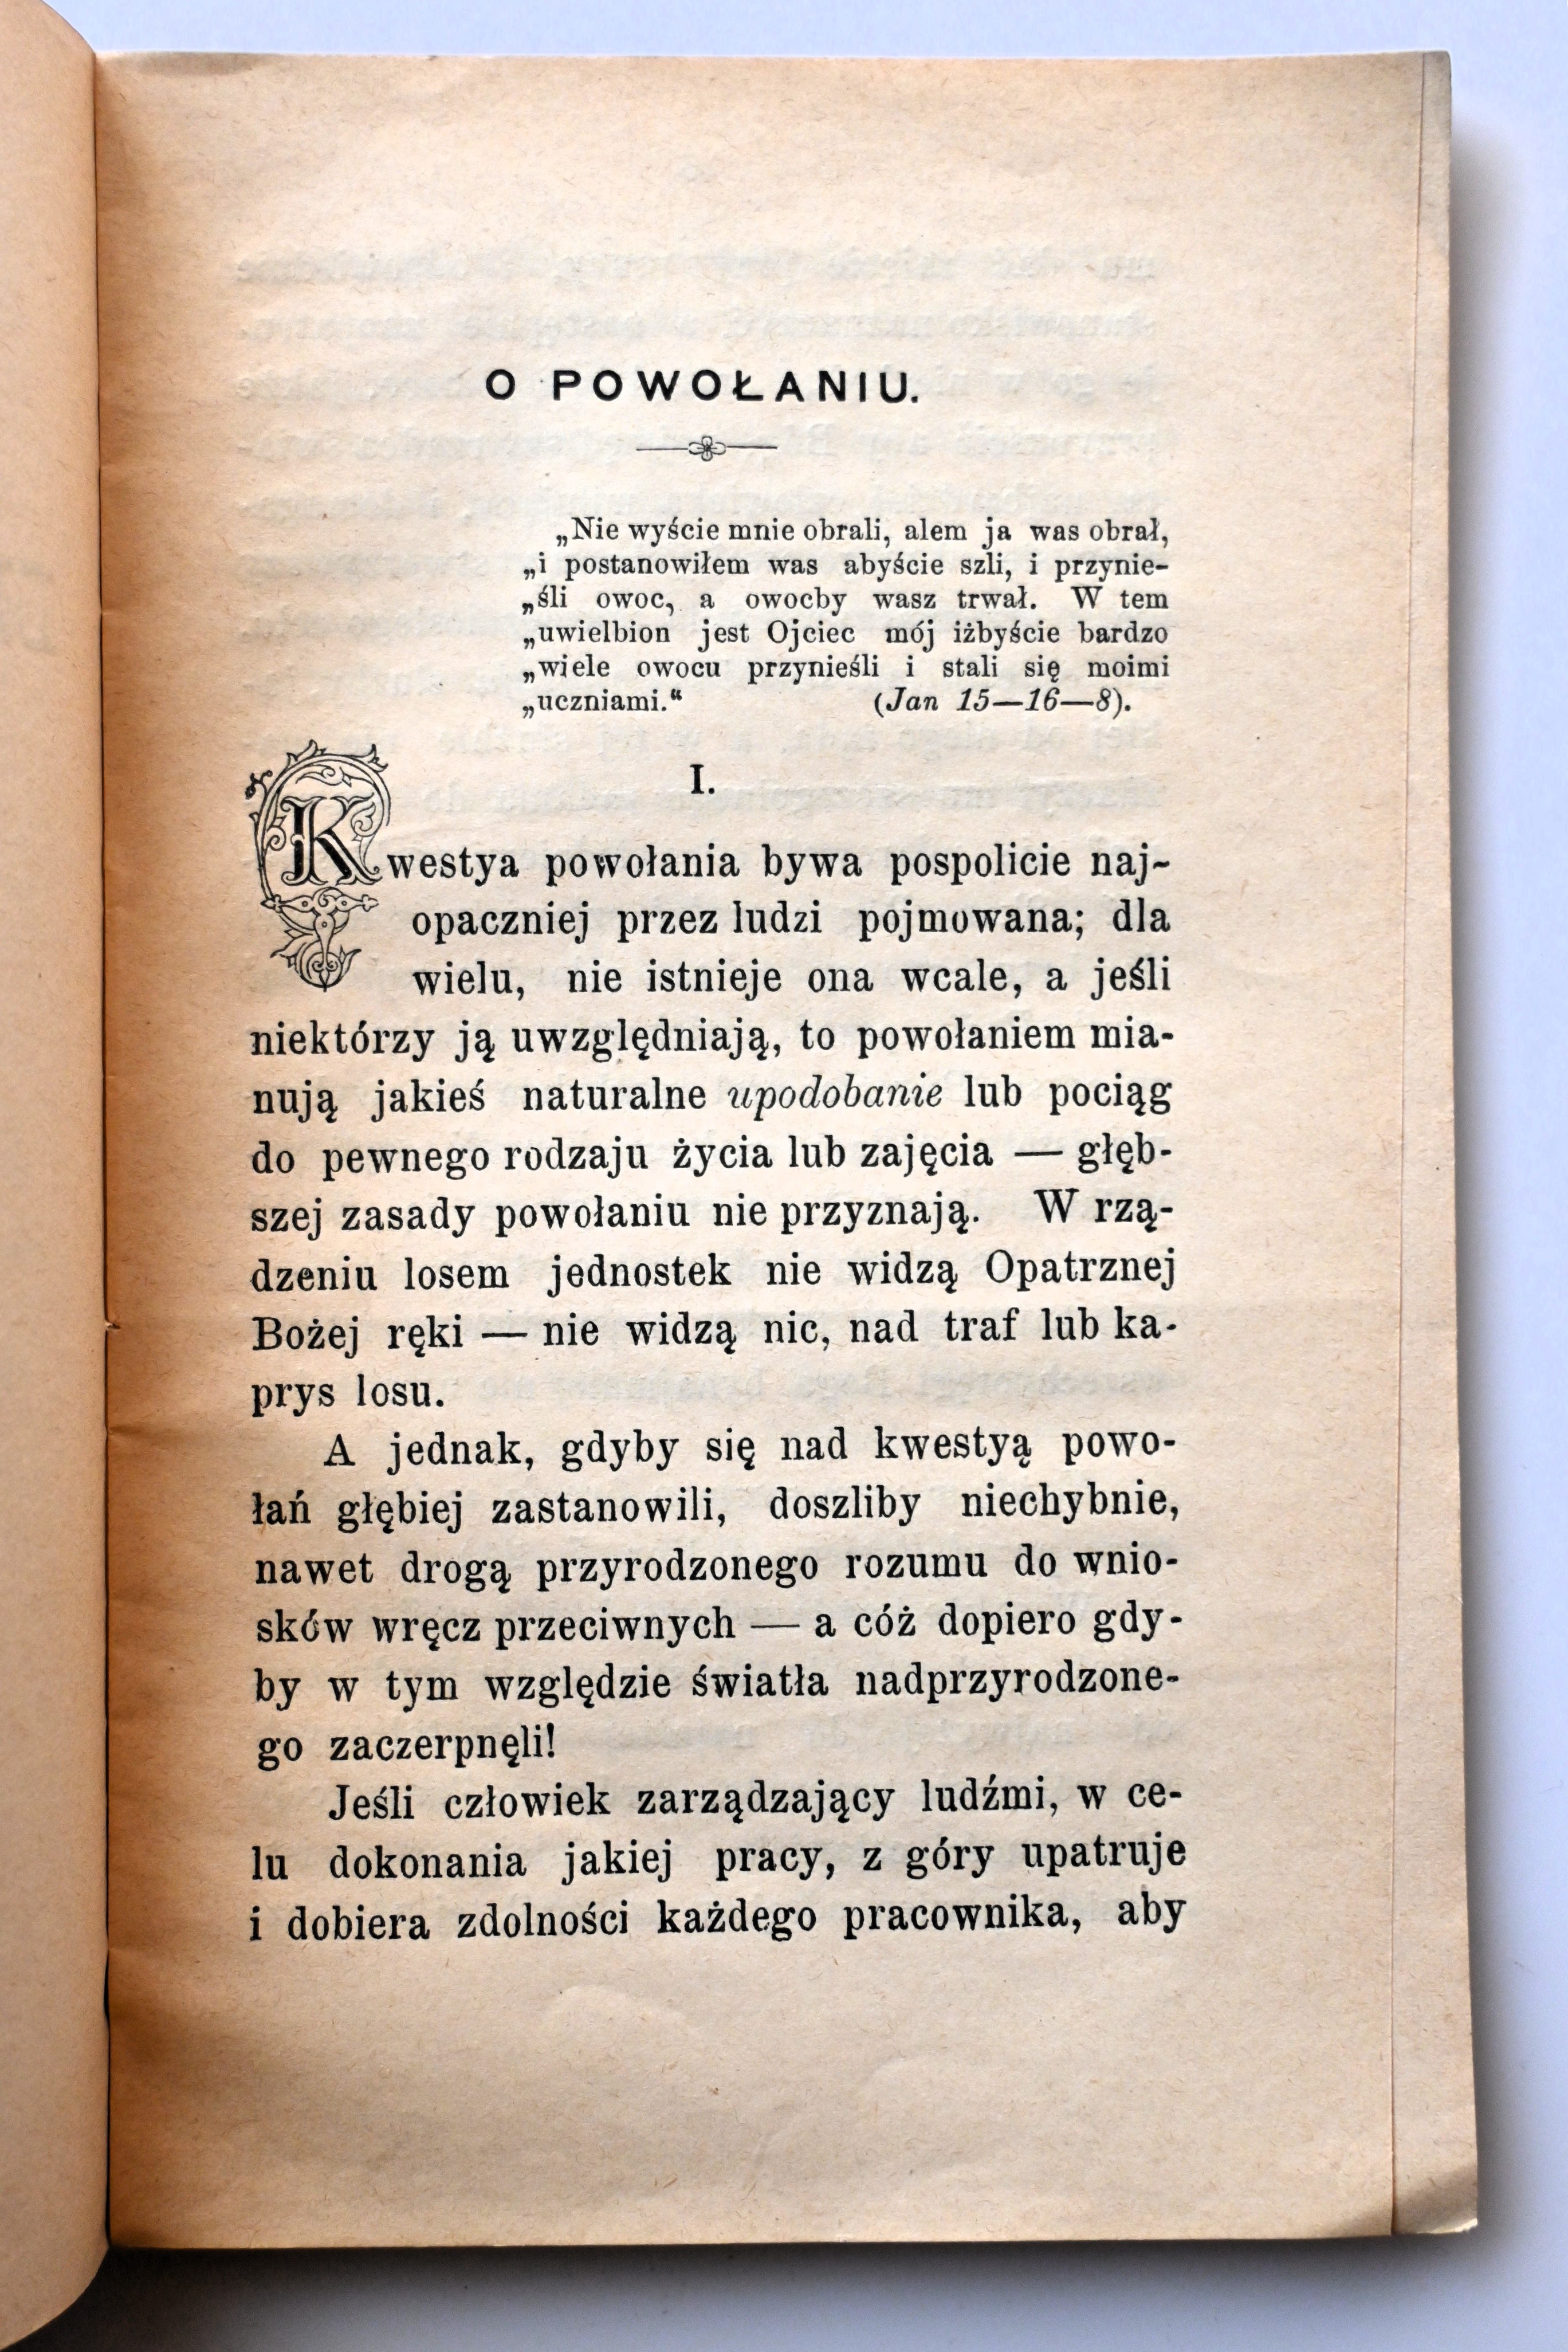 O POWOŁANIU.
„Nie wyście mnie obrali, alem ja was obrał,
„i postanowiłem was abyście szli, i przynie-
„śli owoc, a owocby wasz trwał. W tem
„uwielbion jest Ojciec mój iżbyście bardzo
„wiele owocu przynieśli i stali się moimi
„uczniami.“ (Jan 15—16—8).
I.
Kwestya powołania bywa pospolicie naj-
opaczniej przez ludzi pojmowana; dla
wielu, nie istnieje ona wcale, a jeśli
niektórzy ją uwzględniają, to powołaniem mia-
nują jakieś naturalne upodobanie lub pociąg
do pewnego rodzaju życia lub zajęcia — głęb-
szej zasady powołaniu nie przyznają. W rzą-
dzeniu losem jednostek nie widzą Opatrznej
Bożej ręki — nie widzą nic, nad traf lub ka-
prys losu.
A jednak, gdyby się nad kwestyą powo-
łań głębiej zastanowili, doszliby niechybnie,
nawet drogą przyrodzonego rozumu do wnio-
sków wręcz przeciwnych — a cóż dopiero gdy-
by w tym względzie światła nadprzyrodzone-
go zaczerpnęli!
Jeśli człowiek zarządzający ludźmi, w ce-
lu dokonania jakiej pracy, z góry upatruje
i dobiera zdolności każdego pracownika, aby